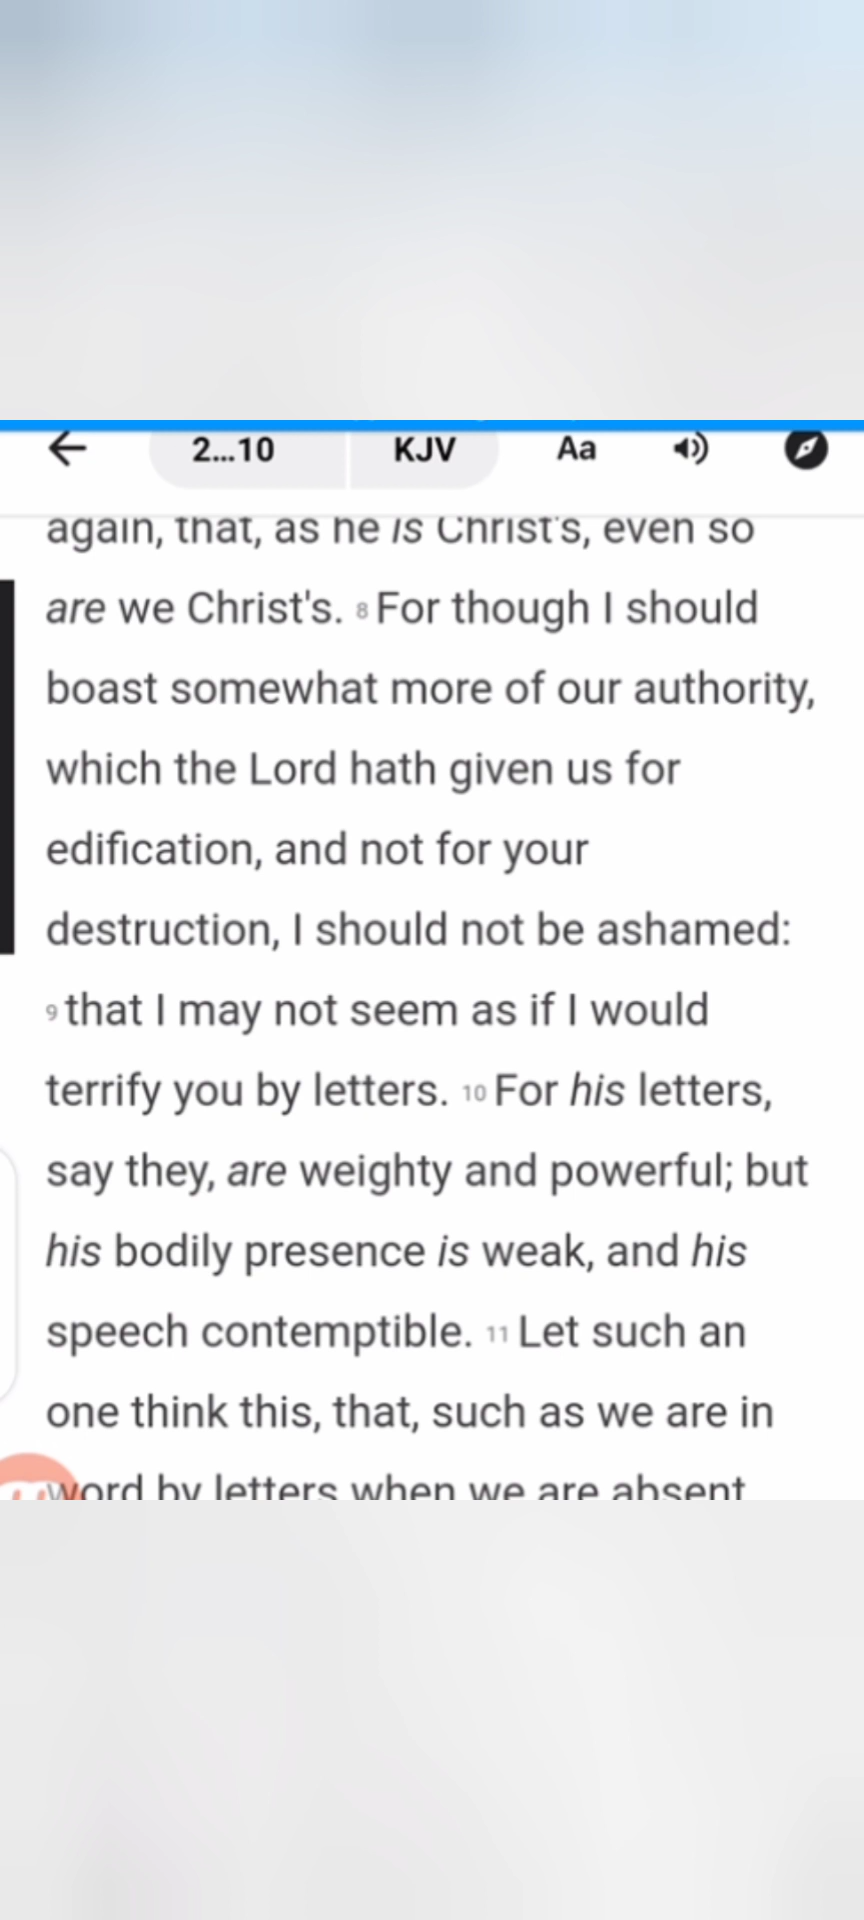 2...10 KJV Aa
again, that, as he is Christ's, even so
are we Christ's. 8 For though I should
boast somewhat more of our authority,
which the Lord hath given us for
edification, and not for your
destruction, I should not be ashamed:
9 that I may not seem as if I would
terrify you by letters. 10 For his letters,
say they, are weighty and powerful; but
his bodily presence is weak, and his
speech contemptible. 11 Let such an
one think this, that, such as we are in
word by letters when we are absent